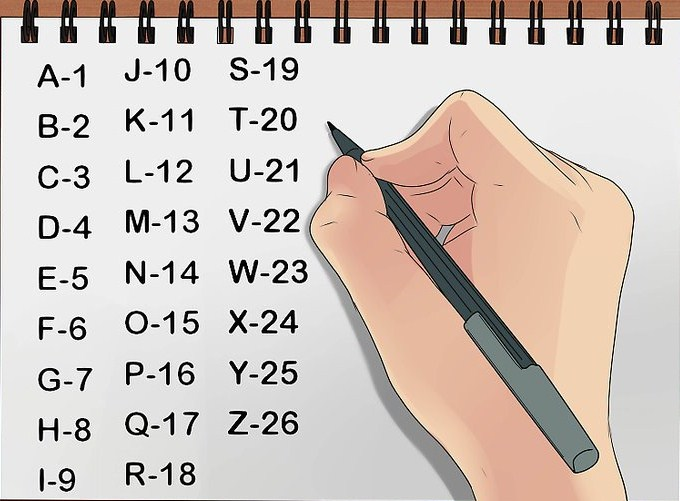 A-1
B-2
C-3
D-4
E-5
F-6
G-7
H-8
I-9
J-10
K-11
L-12
M-13
N-14
O-15
P-16
Q-17
R-18
S-19
T-20
U-21
V-22
W-23
X-24
Y-25
Z-26